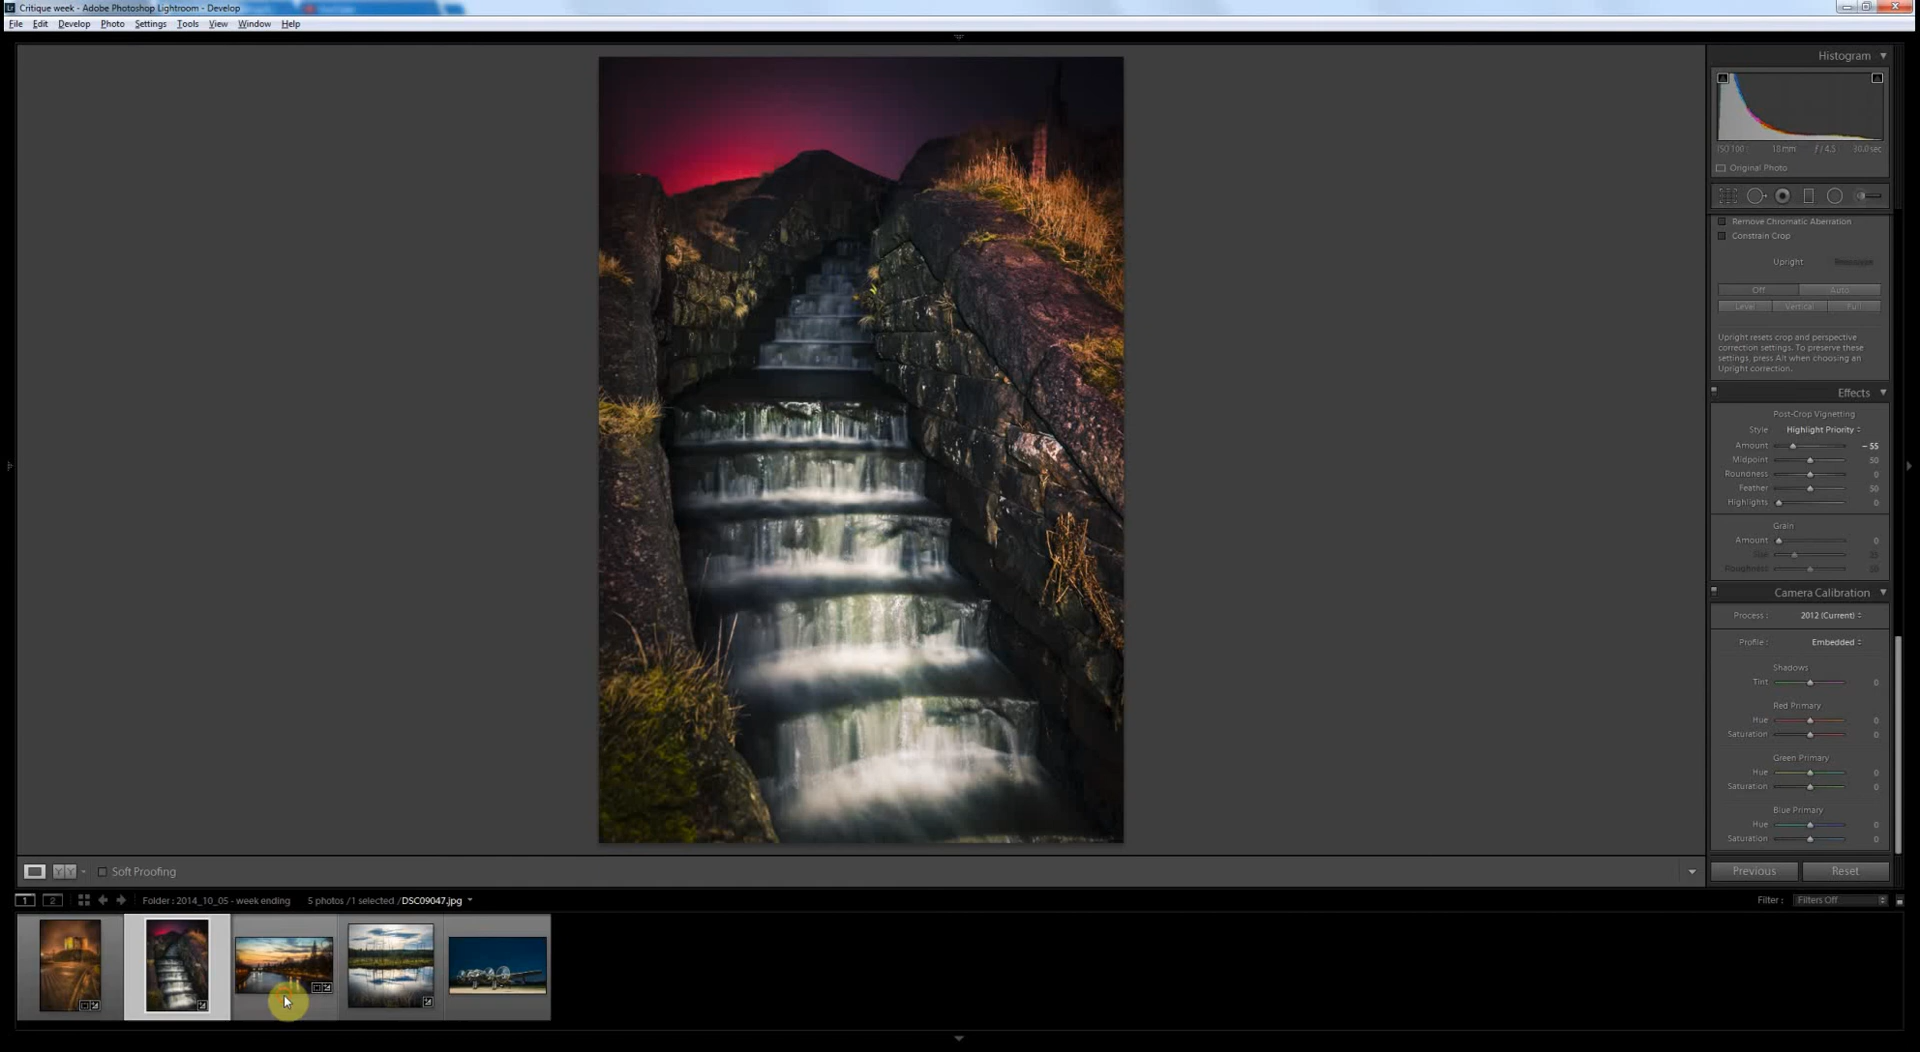 Critique week - Adobe Photoshop Lightroom - Develop
File Edit Develop Photo Settings Tools View Window Help
Histogram
ISO 100 18 mm ƒ / 4.5 30.0 sec
Original Photo
Remove Chromatic Aberration
Constrain Crop
Upright
Off Auto
Level Vertical Full
Upright resets crop and perspective
correction settings. To preserve these
settings, press Alt when choosing an
Upright correction.
Effects
Post-Crop Vignetting
Style Highlight Priority
Amount - 55
Midpoint 50
Roundness 0
Feather 50
Highlights 0
Grain
Amount 0
Roughness 50
Camera Calibration
Process : 2012 (Current)
Profile : Embedded
Shadows
Tint 0
Red Primary
Hue 0
Saturation 0
Green Primary
Hue 0
Saturation 0
Blue Primary
Hue 0
Saturation 0
Y Y Soft Proofing
Previous Reset
1 2 Folder : 2014_10_05 - week ending 5 photos / 1 selected / DSC09047.jpg
Filter : Filters Off